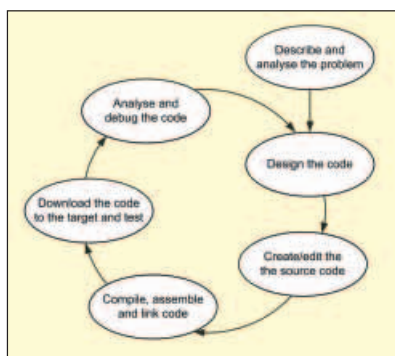 Describe and
analyse the problem
Analyse and
debug the code
Design the code
Download the code
to the target and test
Create/edit the
the source code
Compile, assemble
and link code